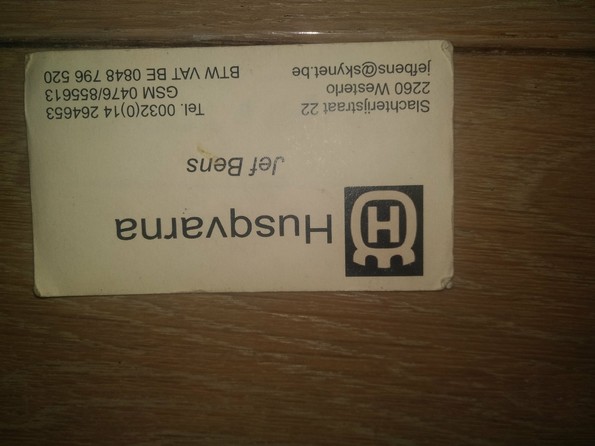 H
Husqvarna
Jef Bens
Slachterijstraat 22
2260 Westerlo
jefbens@skynet.be
Tel. 0032(0)14 264653
GSM 0476/855613
BTW VAT BE 0848 796 520